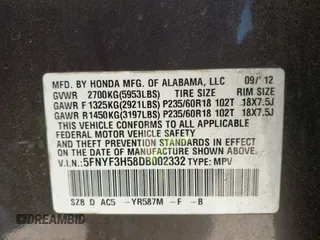 MFD. BY HONDA MFG. OF ALABAMA, LLC 09/'12
GVWR 2700KG(5953LBS) TIRE SIZE RIM SIZE
GAWR F 1325KG(2921LBS) P235/60R18 102T 18X7.5J
GAWR R 1450KG(3197LBS) P235/60R18 102T 18X7.5J
THIS VEHICLE CONFORMS TO ALL APPLICABLE
FEDERAL MOTOR VEHICLE SAFETY STANDARDS IN
EFFECT ON THE DATE OF MANUFACTURE SHOWN ABOVE.
V.I.N.: 5FNYF3H58DB002332 TYPE: MPV
SZB D AC5 -YR587M -F -B
DREAMBID